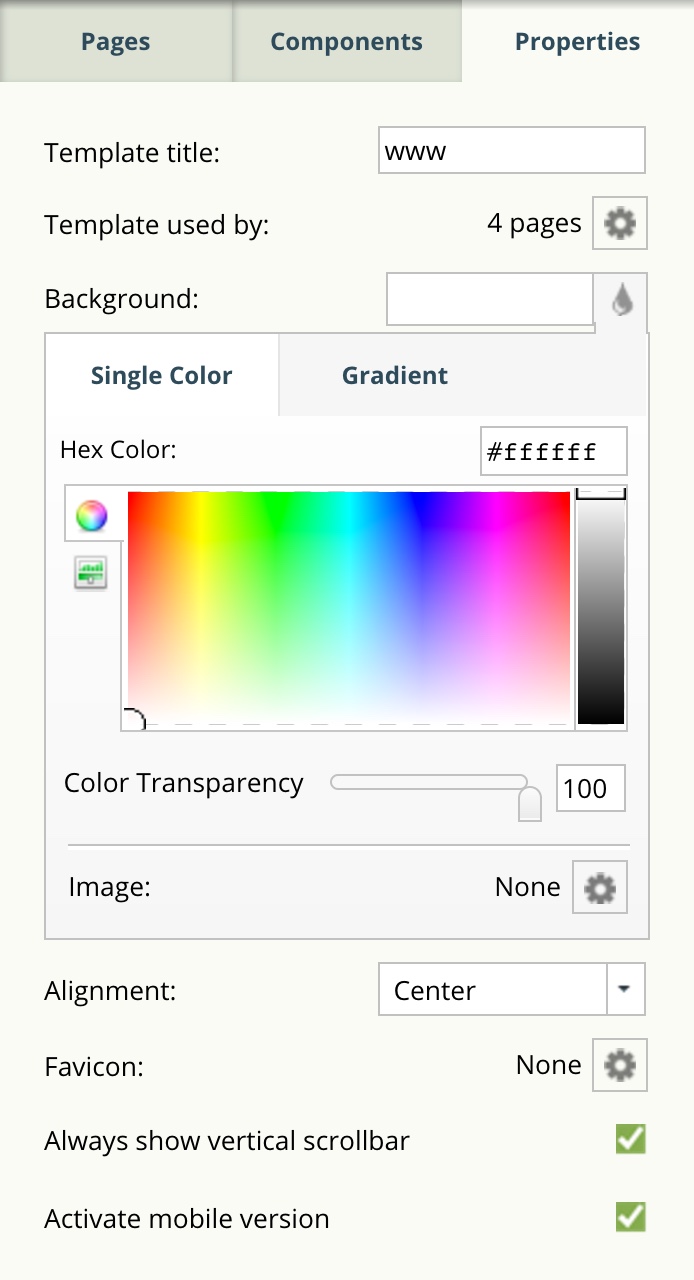 Pages Components Properties
Template title: www
Template used by: 4 pages
Background:
Single Color Gradient
Hex Color: #ffffff
Color Transparency 100
Image: None
Alignment: Center
Favicon: None
Always show vertical scrollbar
Activate mobile version